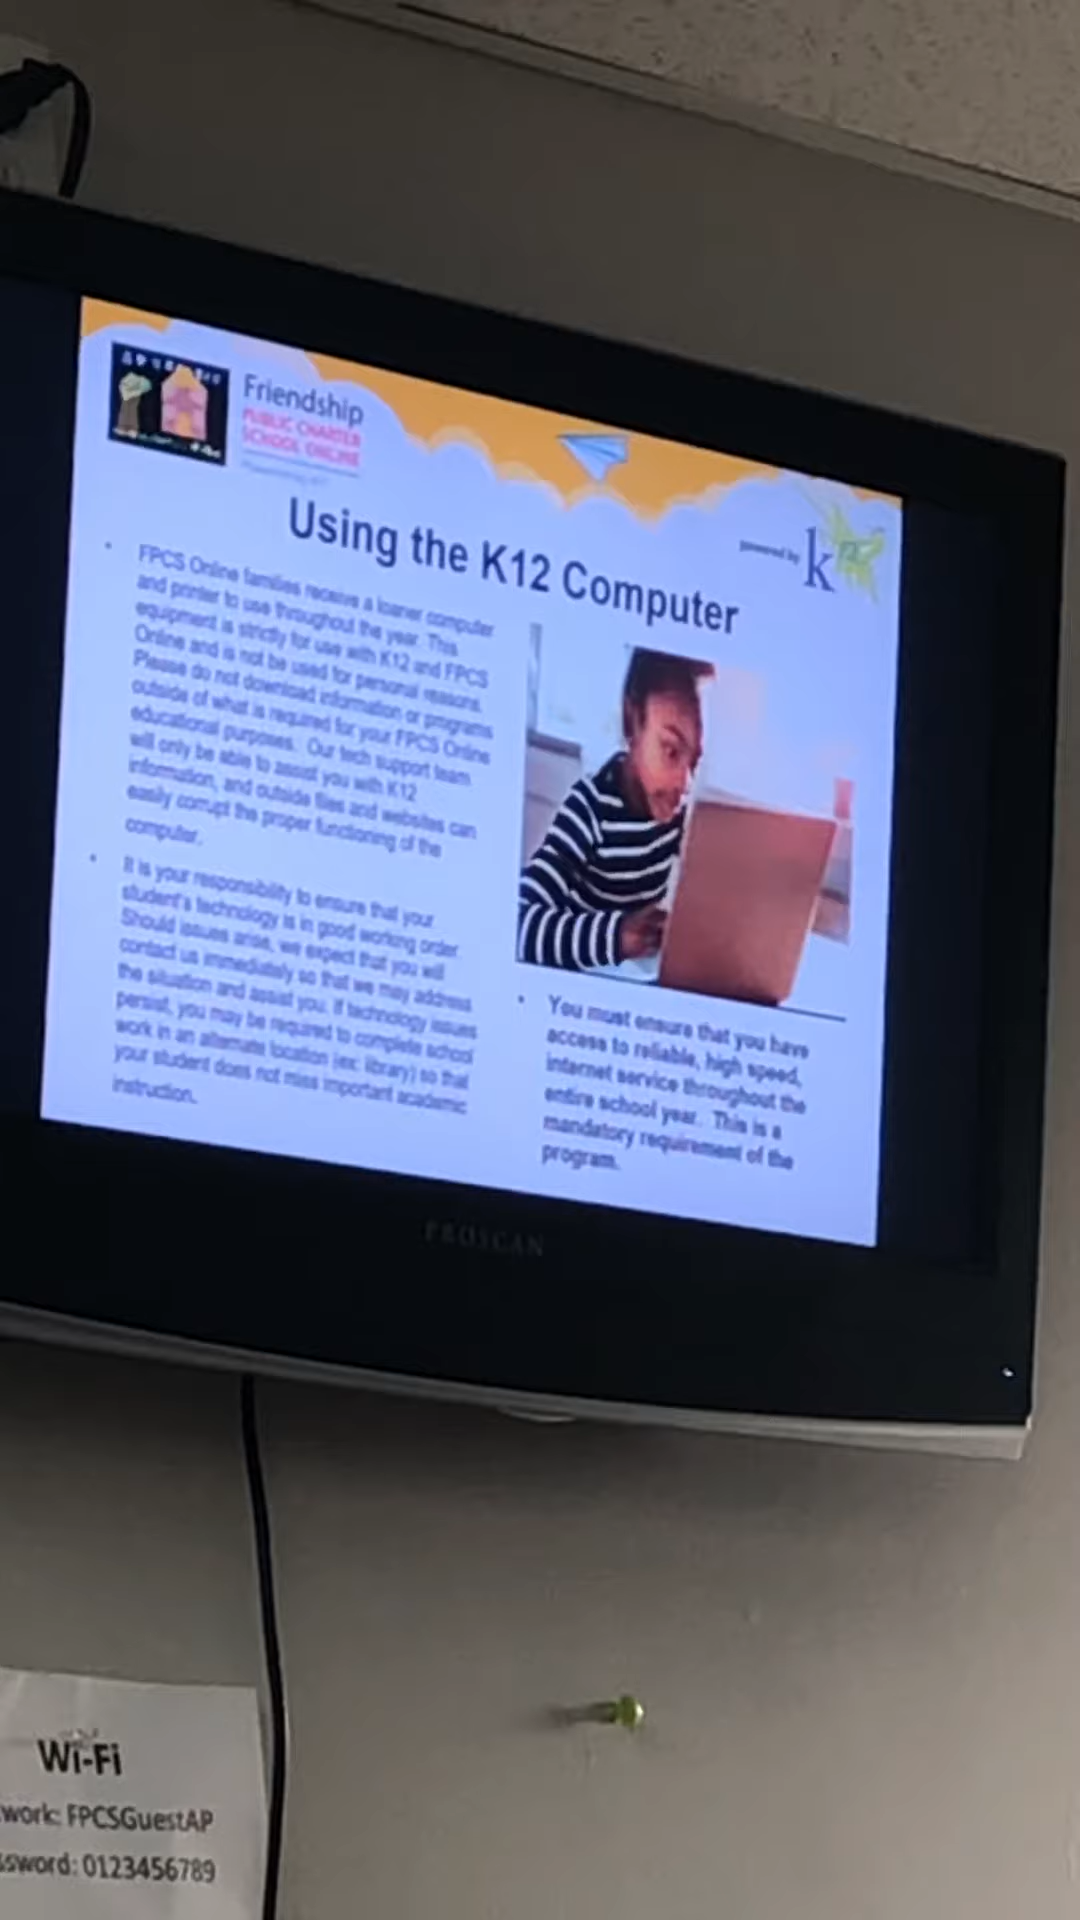 Friendship
PUBLIC CHARTER
SCHOOL ONLINE
powered by k12
Using the K12 Computer
• FPCS Online families receive a loaner computer
and printer to use throughout the year. This
equipment is strictly for use with K12 and FPCS
Online and is not be used for personal reasons.
Please do not download information or programs
outside of what is required for your FPCS Online
educational purposes. Our tech support team
will only be able to assist you with K12
information, and outside files and websites can
easily corrupt the proper functioning of the
computer.
• It is your responsibility to ensure that your
student's technology is in good working order.
Should issues arise, we expect that you will
contact us immediately so that we may address
the situation and assist you. If technology issues
persist, you may be required to complete school
work in an alternate location (ex: library) so that
your student does not miss important academic
instruction.
• You must ensure that you have
access to reliable, high speed,
internet service throughout the
entire school year. This is a
mandatory requirement of the
program.
PROSCAN
Wi-Fi
work: FPCSGuestAP
ssword: 0123456789